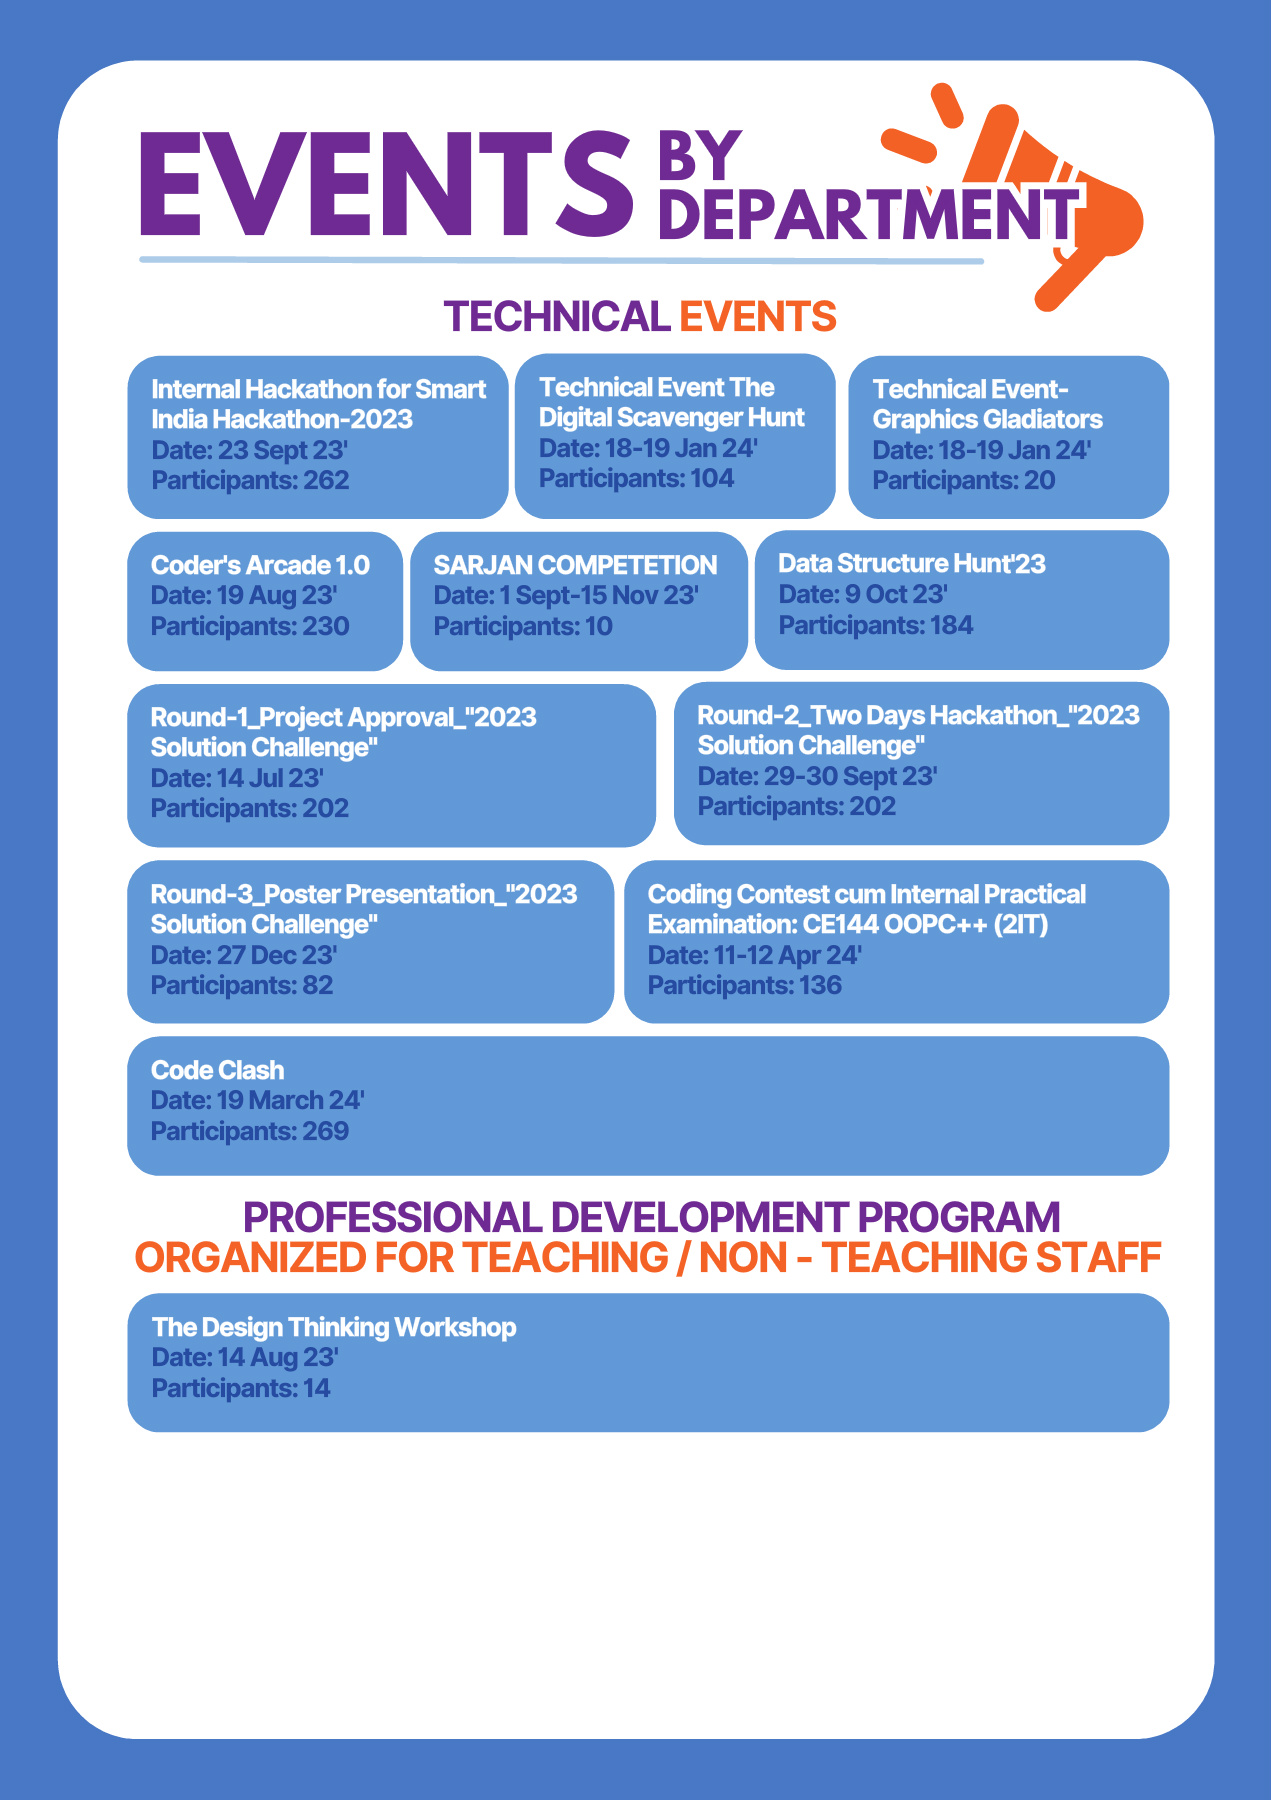 EVENTS BY
DEPARTMENT
TECHNICAL EVENTS
Internal Hackathon for Smart
India Hackathon-2023
Date: 23 Sept 23'
Participants: 262
Technical Event The
Digital Scavenger Hunt
Date: 18-19 Jan 24'
Participants: 104
Technical Event-
Graphics Gladiators
Date: 18-19 Jan 24'
Participants: 20
Coder's Arcade 1.0
Date: 19 Aug 23'
Participants: 230
SARJAN COMPETETION
Date: 1 Sept-15 Nov 23'
Participants: 10
Data Structure Hunt'23
Date: 9 Oct 23'
Participants: 184
Round-1_Project Approval_"2023
Solution Challenge"
Date: 14 Jul 23'
Participants: 202
Round-2_Two Days Hackathon_"2023
Solution Challenge"
Date: 29-30 Sept 23'
Participants: 202
Round-3_Poster Presentation_"2023
Solution Challenge"
Date: 27 Dec 23'
Participants: 82
Coding Contest cum Internal Practical
Examination: CE144 OOPC++ (2IT)
Date: 11-12 Apr 24'
Participants: 136
Code Clash
Date: 19 March 24'
Participants: 269
PROFESSIONAL DEVELOPMENT PROGRAM
ORGANIZED FOR TEACHING / NON - TEACHING STAFF
The Design Thinking Workshop
Date: 14 Aug 23'
Participants: 14